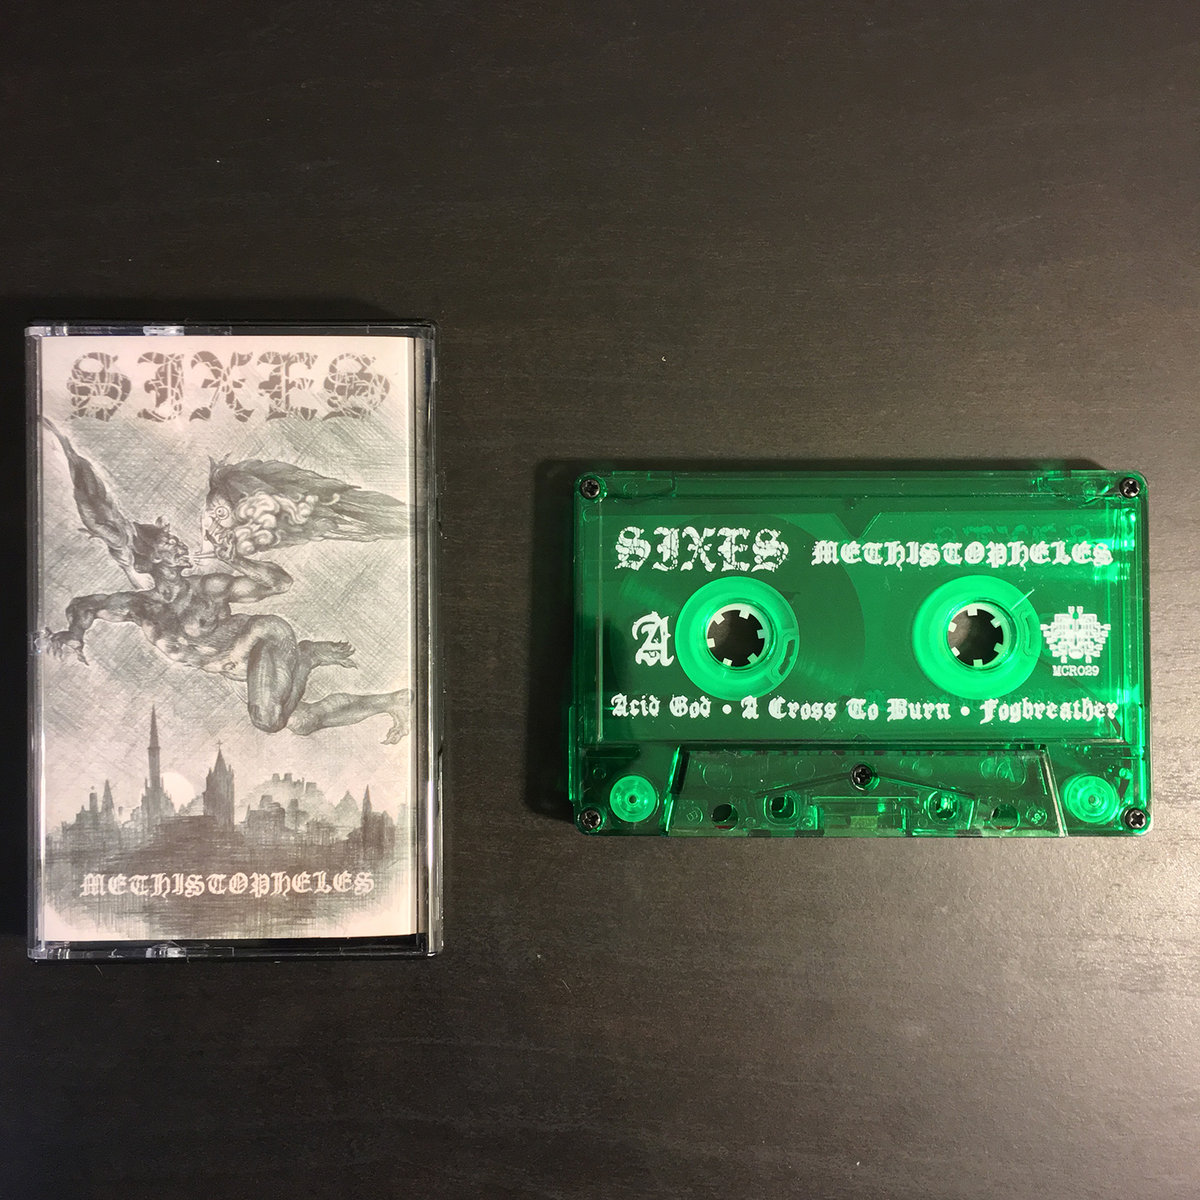 SIXES
METHISTOPHELES
SIXES METHISTOPHELES
A
MCR029
Acid God • A Cross To Burn • Fogbreather